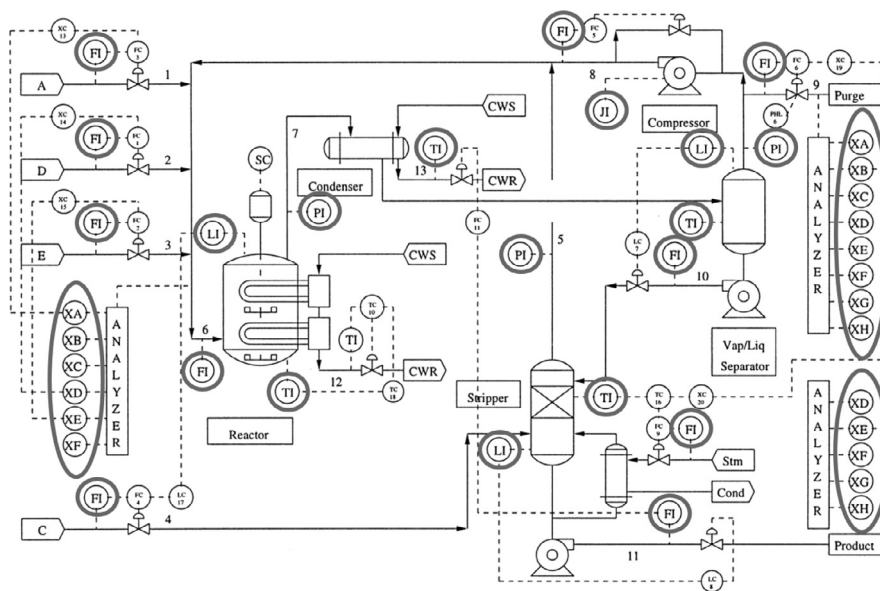 XC 13
FI
FC 3
A
1
XC 14
FI
FC 1
D
2
XC 15
FI
FC 2
E
3
LI
SC
7
Condenser
CWS
TI
13
CWR
PI
FI
FC 5
8
JI
Compressor
FI
FC 6
XC 19
9
Purge
PHL 6
LI
PI
ANALYZER
XA
XB
XC
XD
XE
XF
XG
XH
FC 11
LC 7
TI
FI
10
PI
5
Vap/Liq
Separator
CWS
TC 10
TI
CWR
12
6
FI
TI
TC 18
Reactor
XA
XB
XC
XD
XE
XF
ANALYZER
Stripper
TI
TC 16
XC 20
FC 9
FI
Stm
Cond
LI
ANALYZER
XD
XE
XF
XG
XH
FI
FC 4
LC 17
C
4
FI
11
Product
LC 8